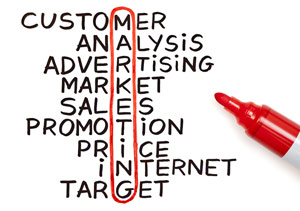 CUSTOMER
ANALYSIS
ADVERTISING
MARKET
SALES
PROMOTION
PRICE
iNTERNET
TARGET